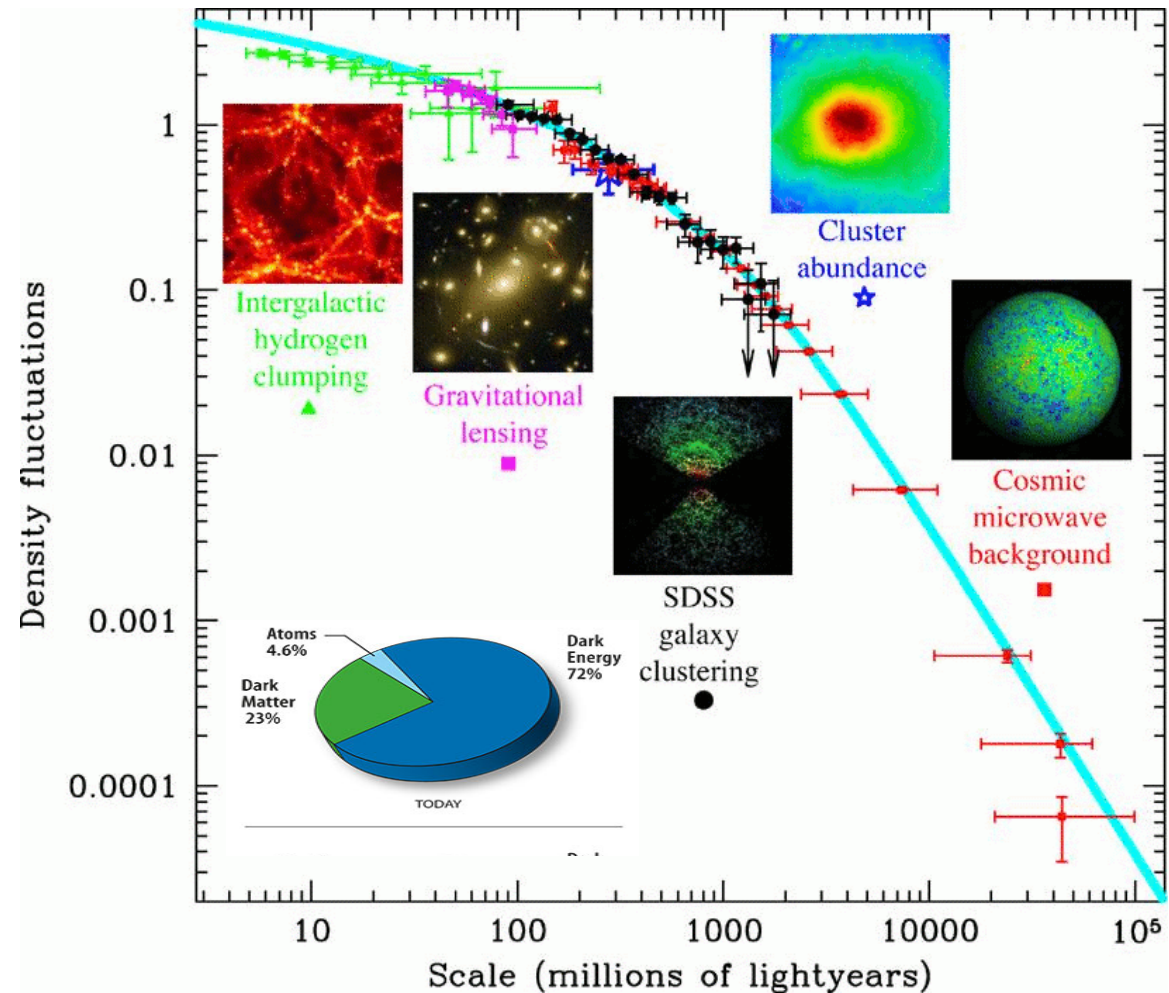 Density fluctuations
1
0.1
0.01
0.001
0.0001
Intergalactic
hydrogen
clumping
Gravitational
lensing
Cluster
abundance
SDSS
galaxy
clustering
Cosmic
microwave
background
Atoms
4.6%
Dark
Energy
72%
Dark
Matter
23%
TODAY
10
100
1000
10000
10⁵
Scale (millions of lightyears)